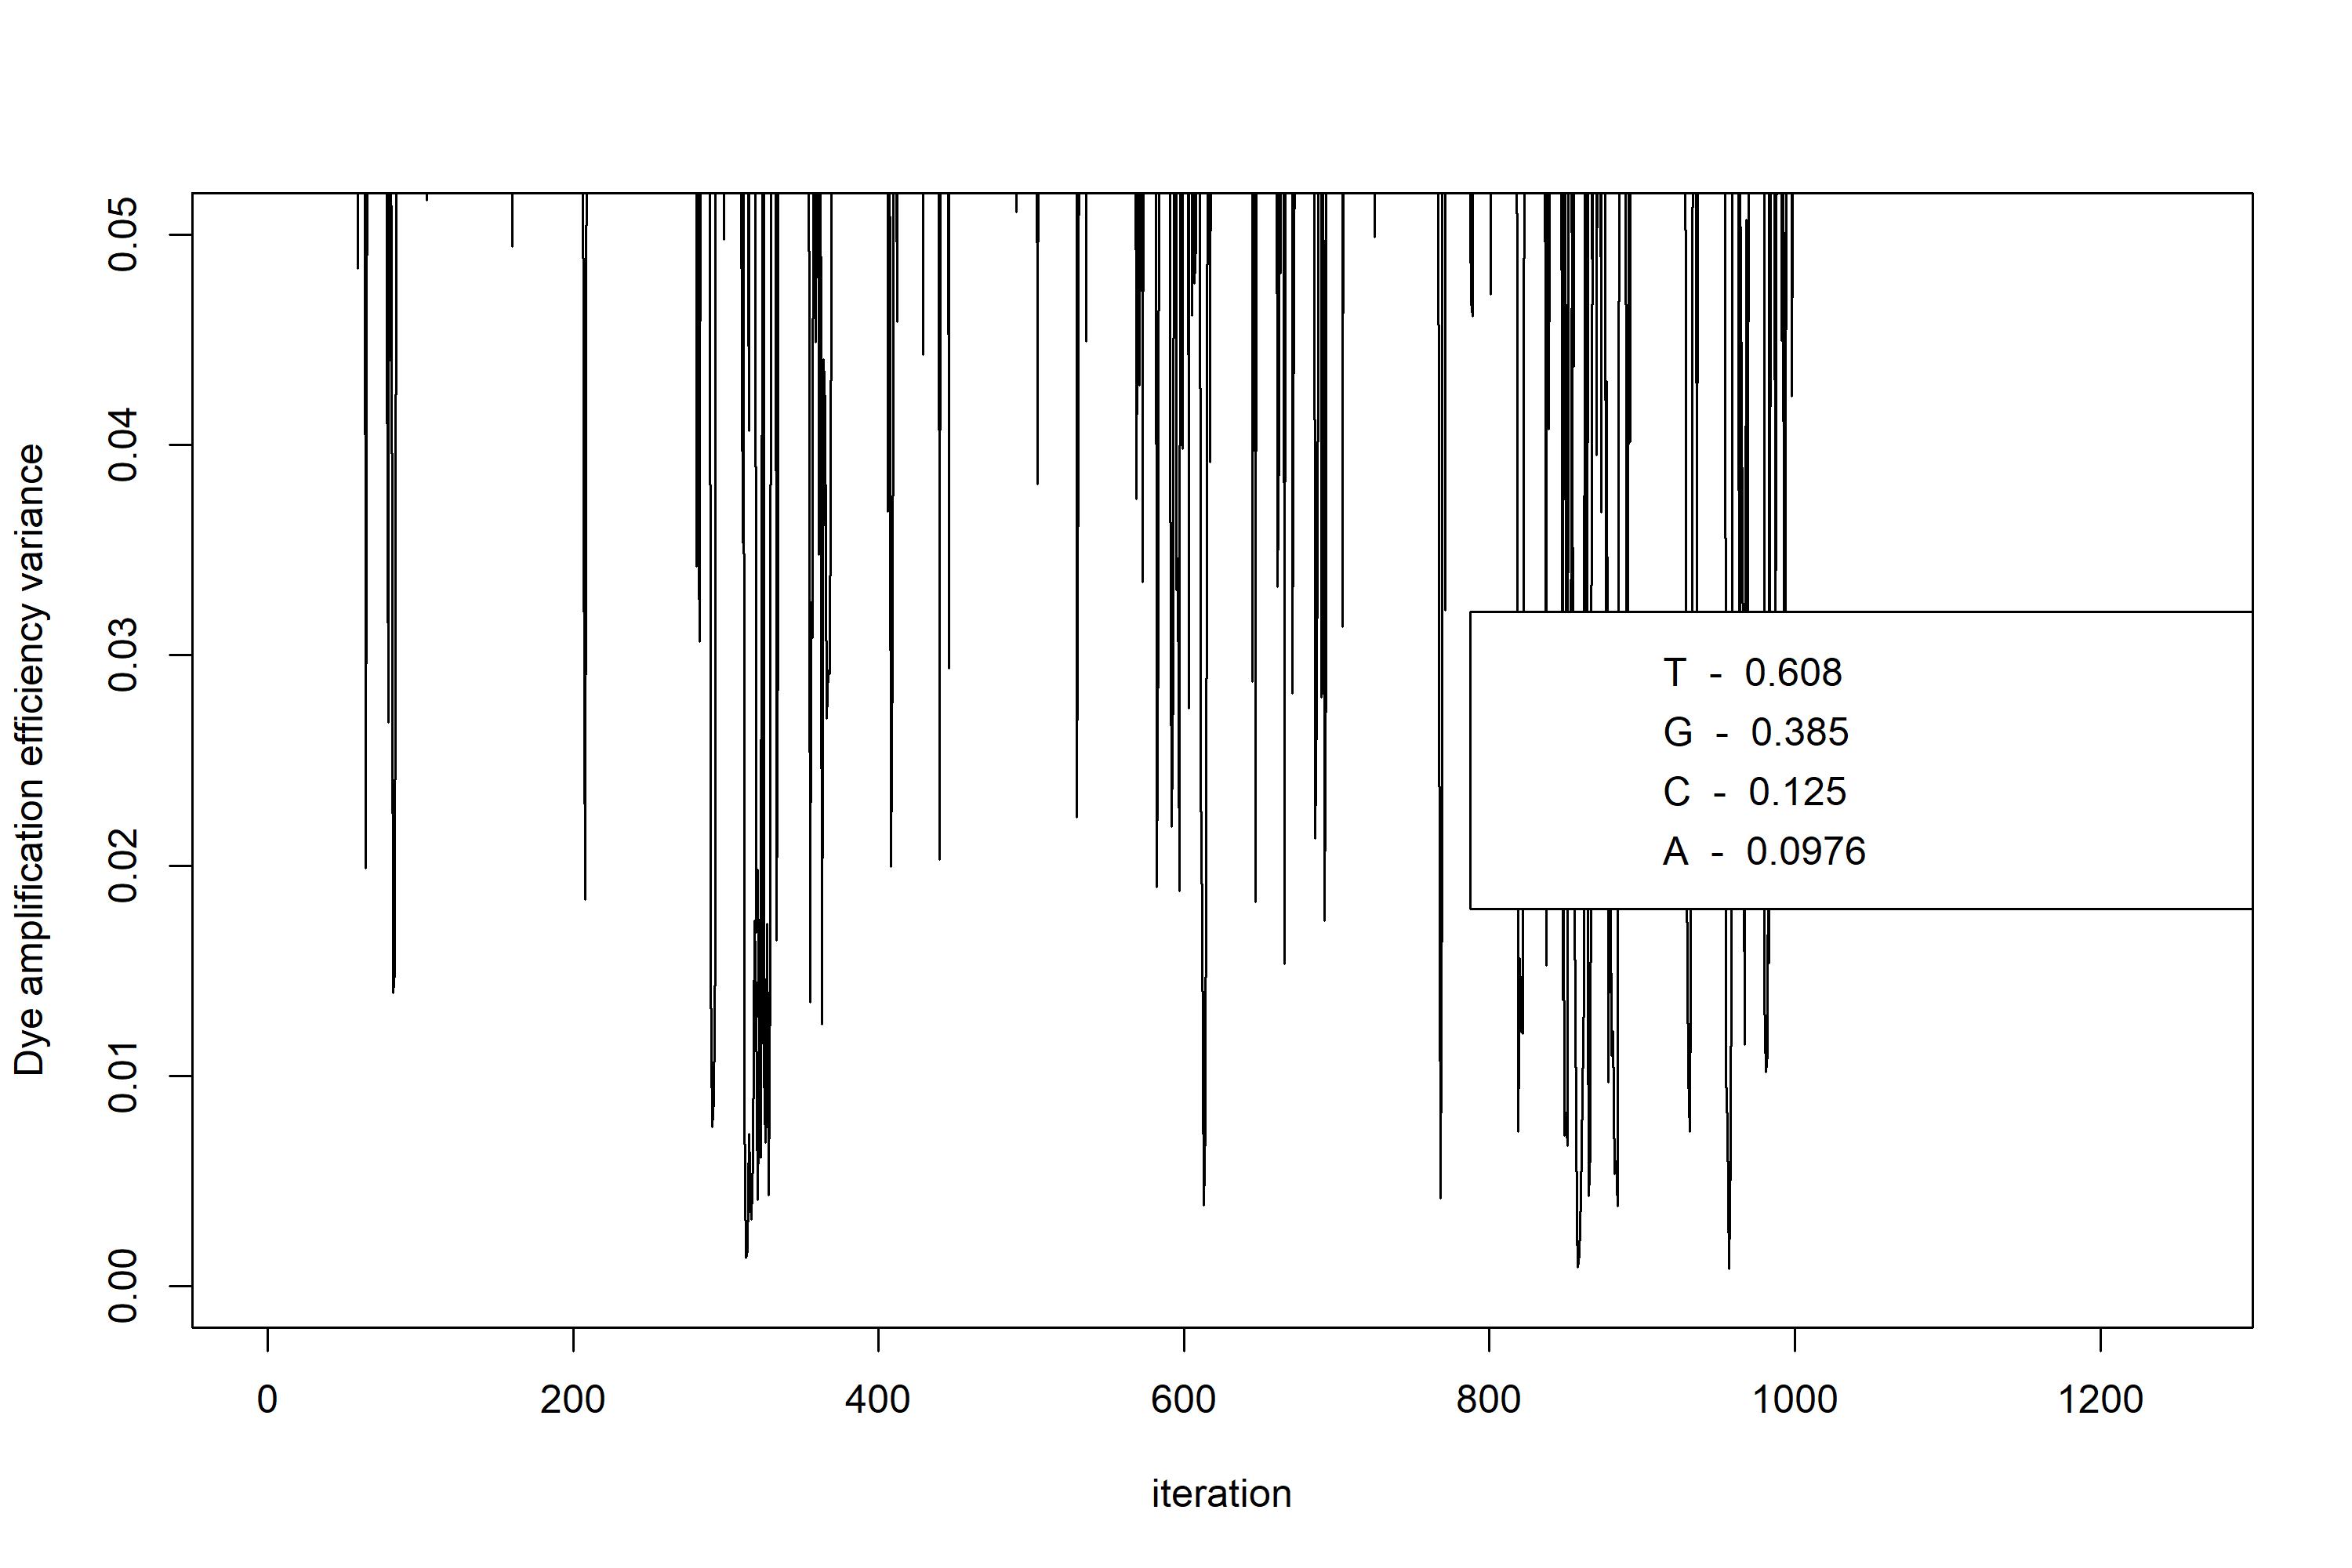 Dye amplification efficiency variance
0.05
0.04
0.03
0.02
0.01
0.00
T - 0.608
G - 0.385
C - 0.125
A - 0.0976
0 200 400 600 800 1000 1200
iteration